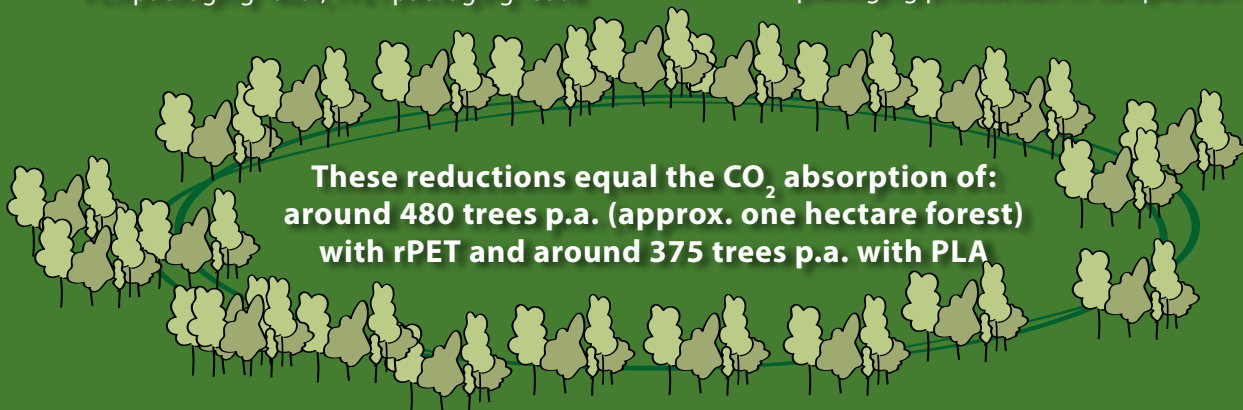 These reductions equal the CO₂ absorption of:
around 480 trees p.a. (approx. one hectare forest)
with rPET and around 375 trees p.a. with PLA